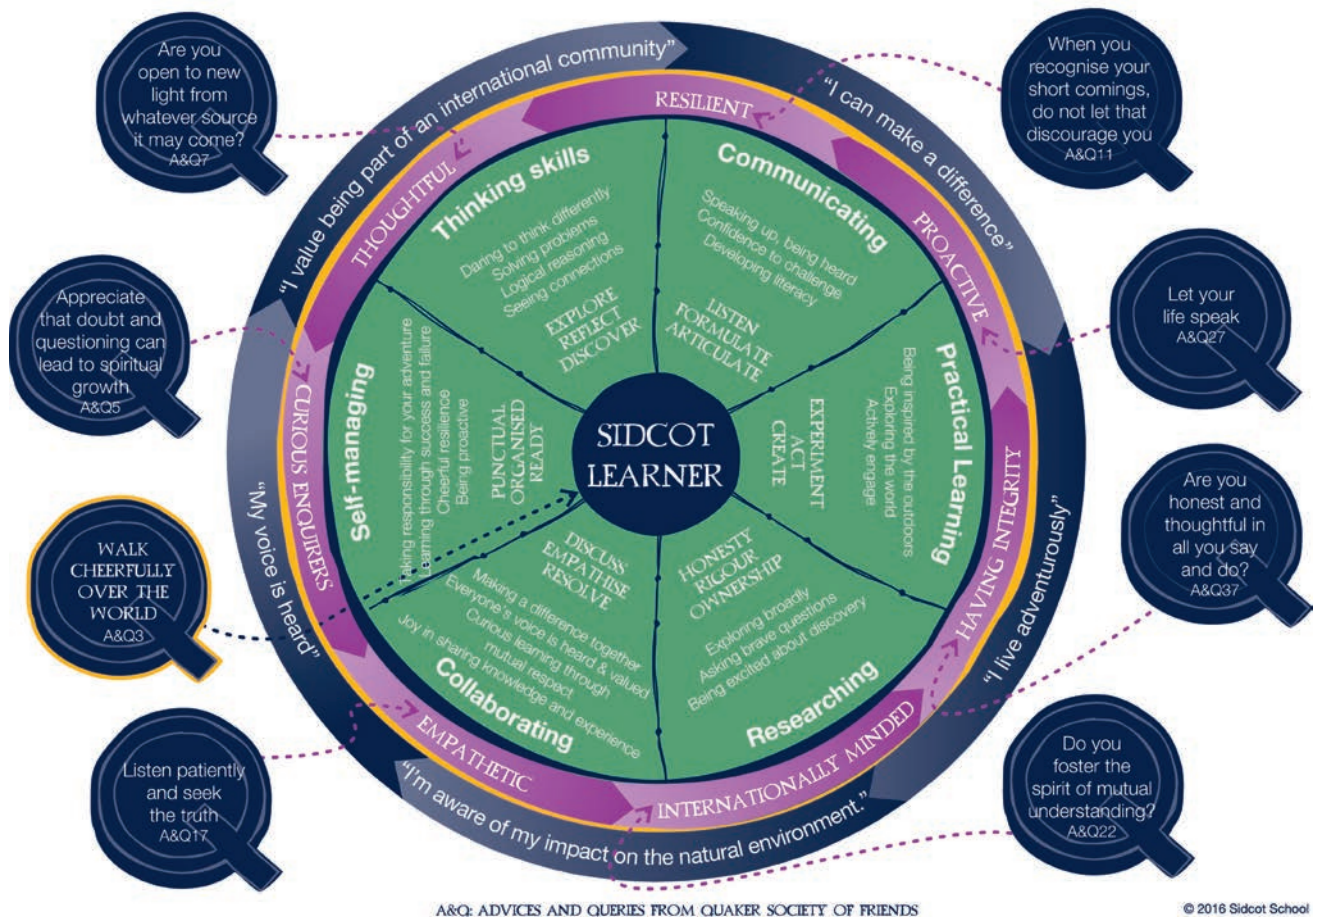 Are you
open to new
light from
whatever source
it may come?
A&Q7
When you
recognise your
short comings,
do not let that
discourage you
A&Q11
Appreciate
that doubt and
questioning can
lead to spiritual
growth
A&Q5
Let your
life speak
A&Q27
WALK
CHEERFULLY
OVER THE
WORLD
A&Q3
Are you
honest and
thoughtful in
all you say
and do?
A&Q37
Listen patiently
and seek
the truth
A&Q17
Do you
foster the
spirit of mutual
understanding?
A&Q22
"I value being part of an international community"
"I can make a difference"
"I live adventurously"
"I'm aware of my impact on the natural environment."
"My voice is heard"
RESILIENT
PROACTIVE
HAVING INTEGRITY
INTERNATIONALLY MINDED
EMPATHETIC
CURIOUS ENQUIRERS
THOUGHTFUL
Thinking skills
Daring to think differently
Solving problems
Logical reasoning
Seeing connections
EXPLORE
REFLECT
DISCOVER
Communicating
Speaking up, being heard
Confidence to challenge
Developing literacy
LISTEN
FORMULATE
ARTICULATE
Practical Learning
Being inspired by the outdoors
Exploring the world
Actively engage
EXPERIMENT
ACT
CREATE
HONESTY
RIGOUR
OWNERSHIP
Exploring broadly
Asking brave questions
Being excited about discovery
Researching
DISCUSS
EMPATHISE
RESOLVE
Making a difference together
Everyone's voice is heard & valued
Curious learning through
mutual respect
Joy in sharing knowledge and experience
Collaborating
Self-managing
Taking responsibility for your adventure
Learning through success and failure
Cheerful resilience
Being proactive
PUNCTUAL
ORGANISED
READY
SIDCOT
LEARNER
A&Q: ADVICES AND QUERIES FROM QUAKER SOCIETY OF FRIENDS
© 2016 Sidcot School